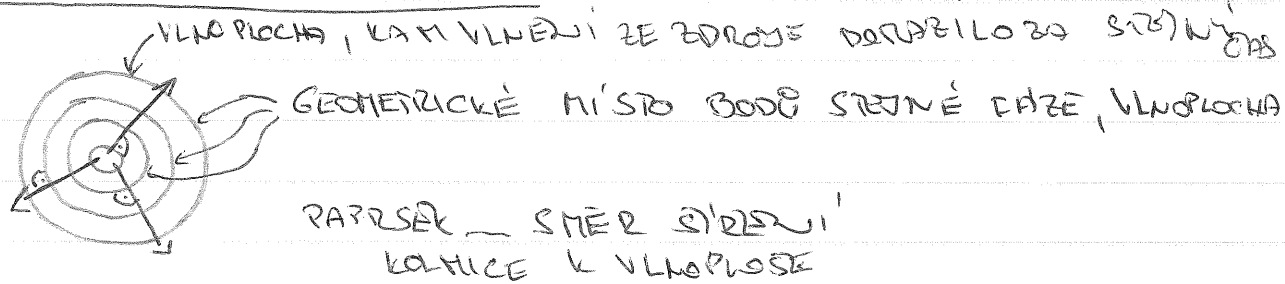 VLNOPLOCHA, KAM VLNĚNÍ ZE ZDROJE DORAZILO ZA STEJNÝ ČAS
GEOMETRICKÉ MÍSTO BODŮ STEJNÉ FÁZE, VLNOPLOCHA
PAPRSEK _ SMĚR ŠÍŘENÍ
KOLMICE K VLNOPLOŠE